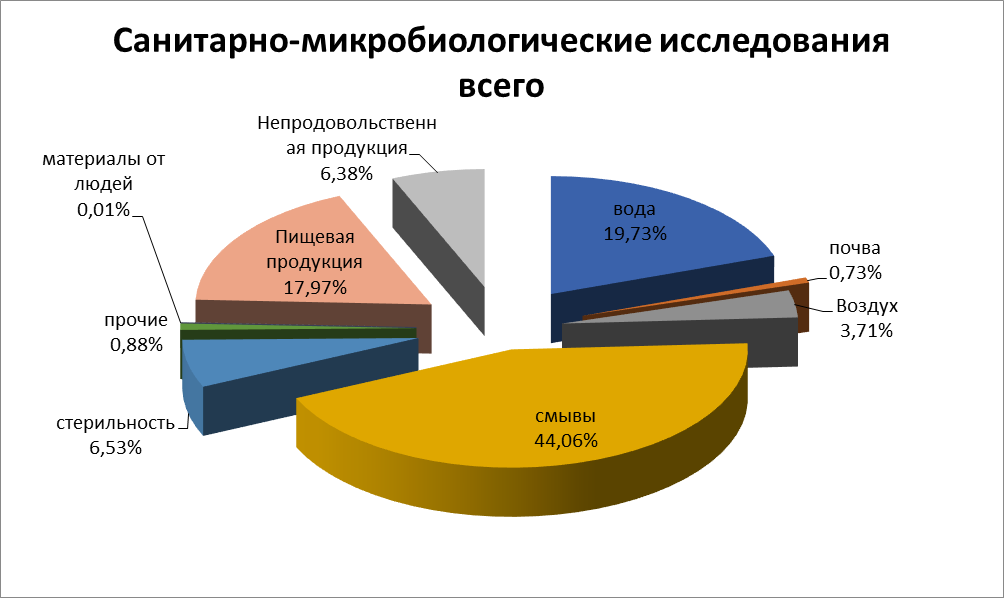 Санитарно-микробиологические исследования
всего
Непродовольственн
ая продукция
6,38%
материалы от
людей
0,01%
вода
19,73%
Пищевая
продукция
17,97%
почва
0,73%
Воздух
3,71%
прочие
0,88%
стерильность
6,53%
смывы
44,06%